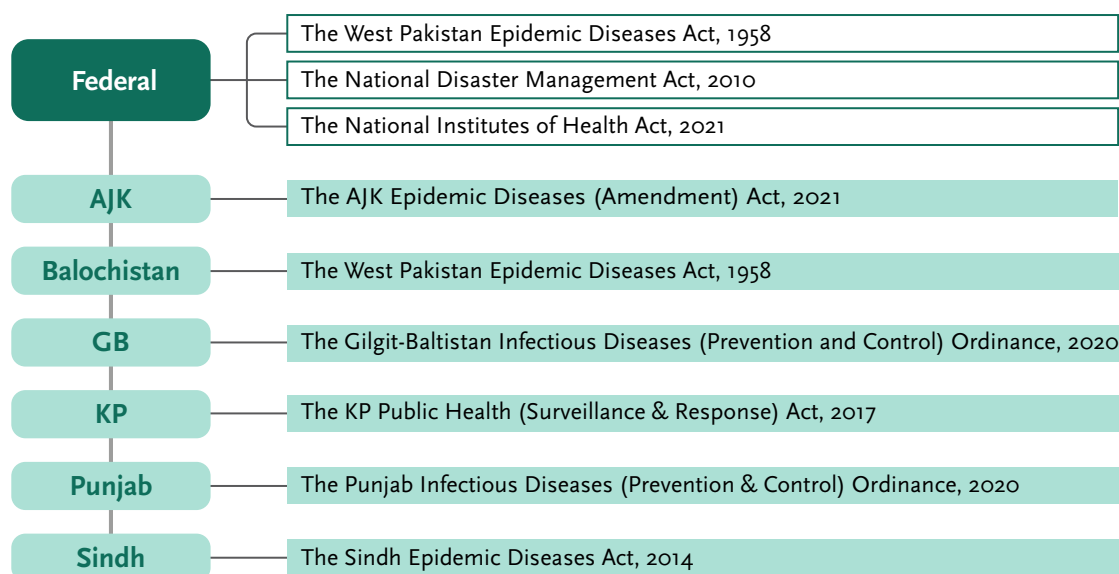 Federal
The West Pakistan Epidemic Diseases Act, 1958
The National Disaster Management Act, 2010
The National Institutes of Health Act, 2021
AJK
The AJK Epidemic Diseases (Amendment) Act, 2021
Balochistan
The West Pakistan Epidemic Diseases Act, 1958
GB
The Gilgit-Baltistan Infectious Diseases (Prevention and Control) Ordinance, 2020
KP
The KP Public Health (Surveillance & Response) Act, 2017
Punjab
The Punjab Infectious Diseases (Prevention & Control) Ordinance, 2020
Sindh
The Sindh Epidemic Diseases Act, 2014